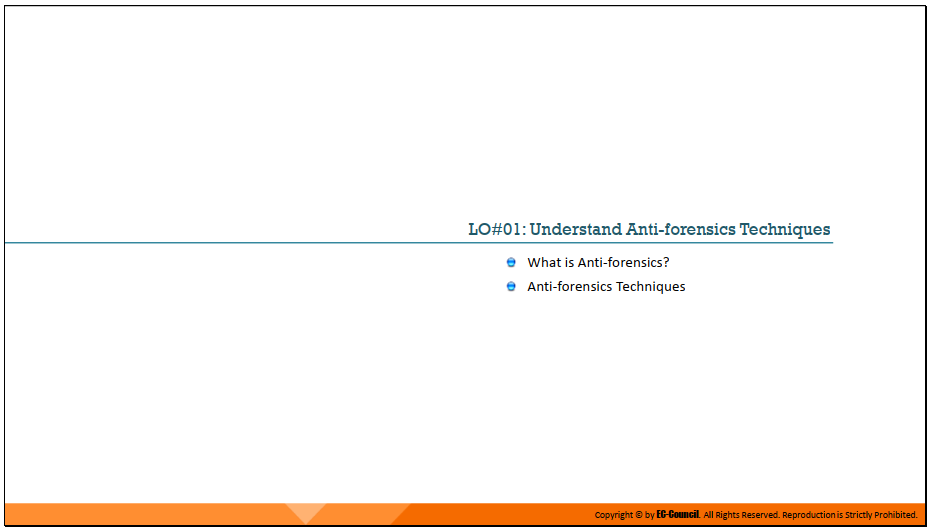 LO#01: Understand Anti-forensics Techniques
What is Anti-forensics?
Anti-forensics Techniques
Copyright © by EC-Council. All Rights Reserved. Reproduction is Strictly Prohibited.